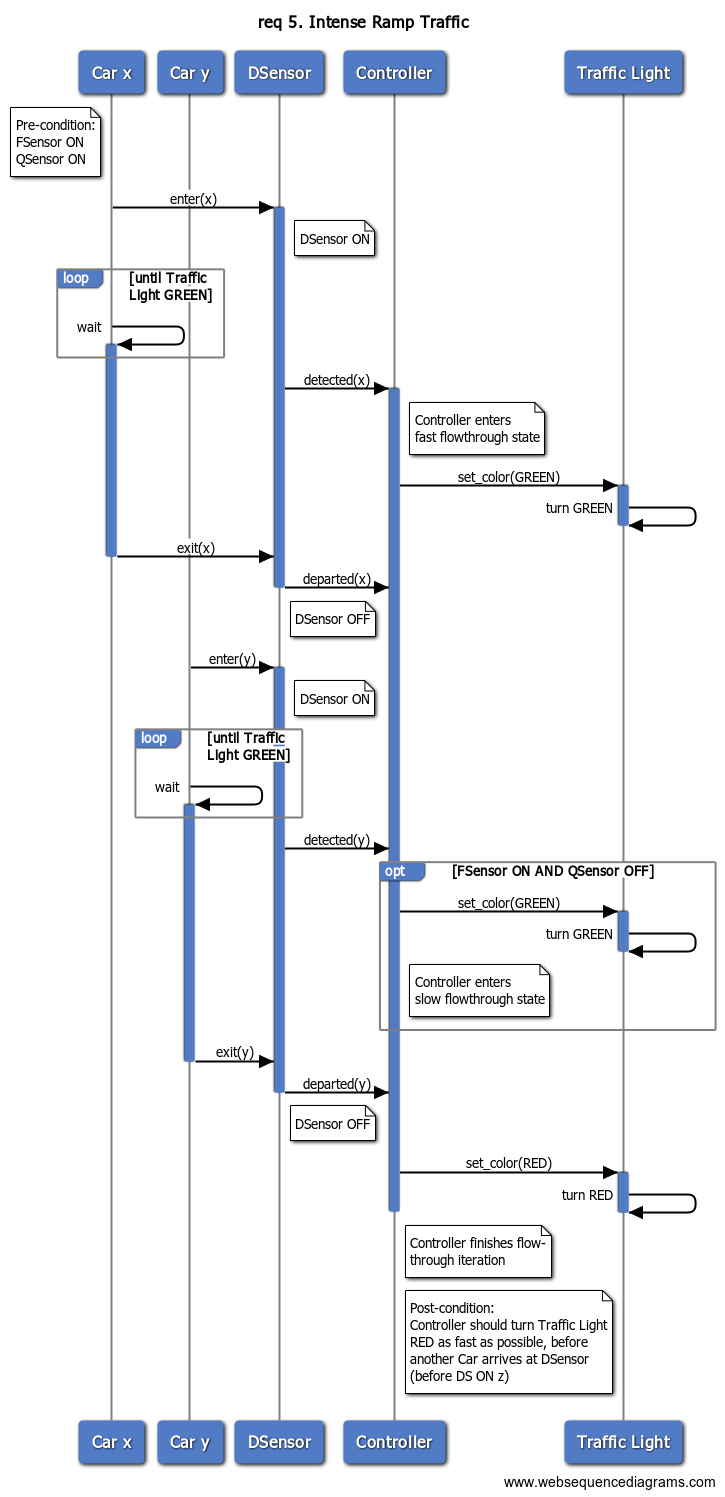 req 5. Intense Ramp Traffic
Car x
Car y
DSensor
Controller
Traffic Light
Pre-condition:
FSensor ON
QSensor ON
enter(x)
DSensor ON
loop
[until Traffic
Light GREEN]
wait
detected(x)
Controller enters
fast flowthrough state
set_color(GREEN)
turn GREEN
exit(x)
departed(x)
DSensor OFF
enter(y)
DSensor ON
loop
[until Traffic
Light GREEN]
wait
detected(y)
opt
[FSensor ON AND QSensor OFF]
set_color(GREEN)
turn GREEN
Controller enters
slow flowthrough state
exit(y)
departed(y)
DSensor OFF
set_color(RED)
turn RED
Controller finishes flow-
through iteration
Post-condition:
Controller should turn Traffic Light
RED as fast as possible, before
another Car arrives at DSensor
(before DS ON z)
Car x
Car y
DSensor
Controller
Traffic Light
www.websequencediagrams.com